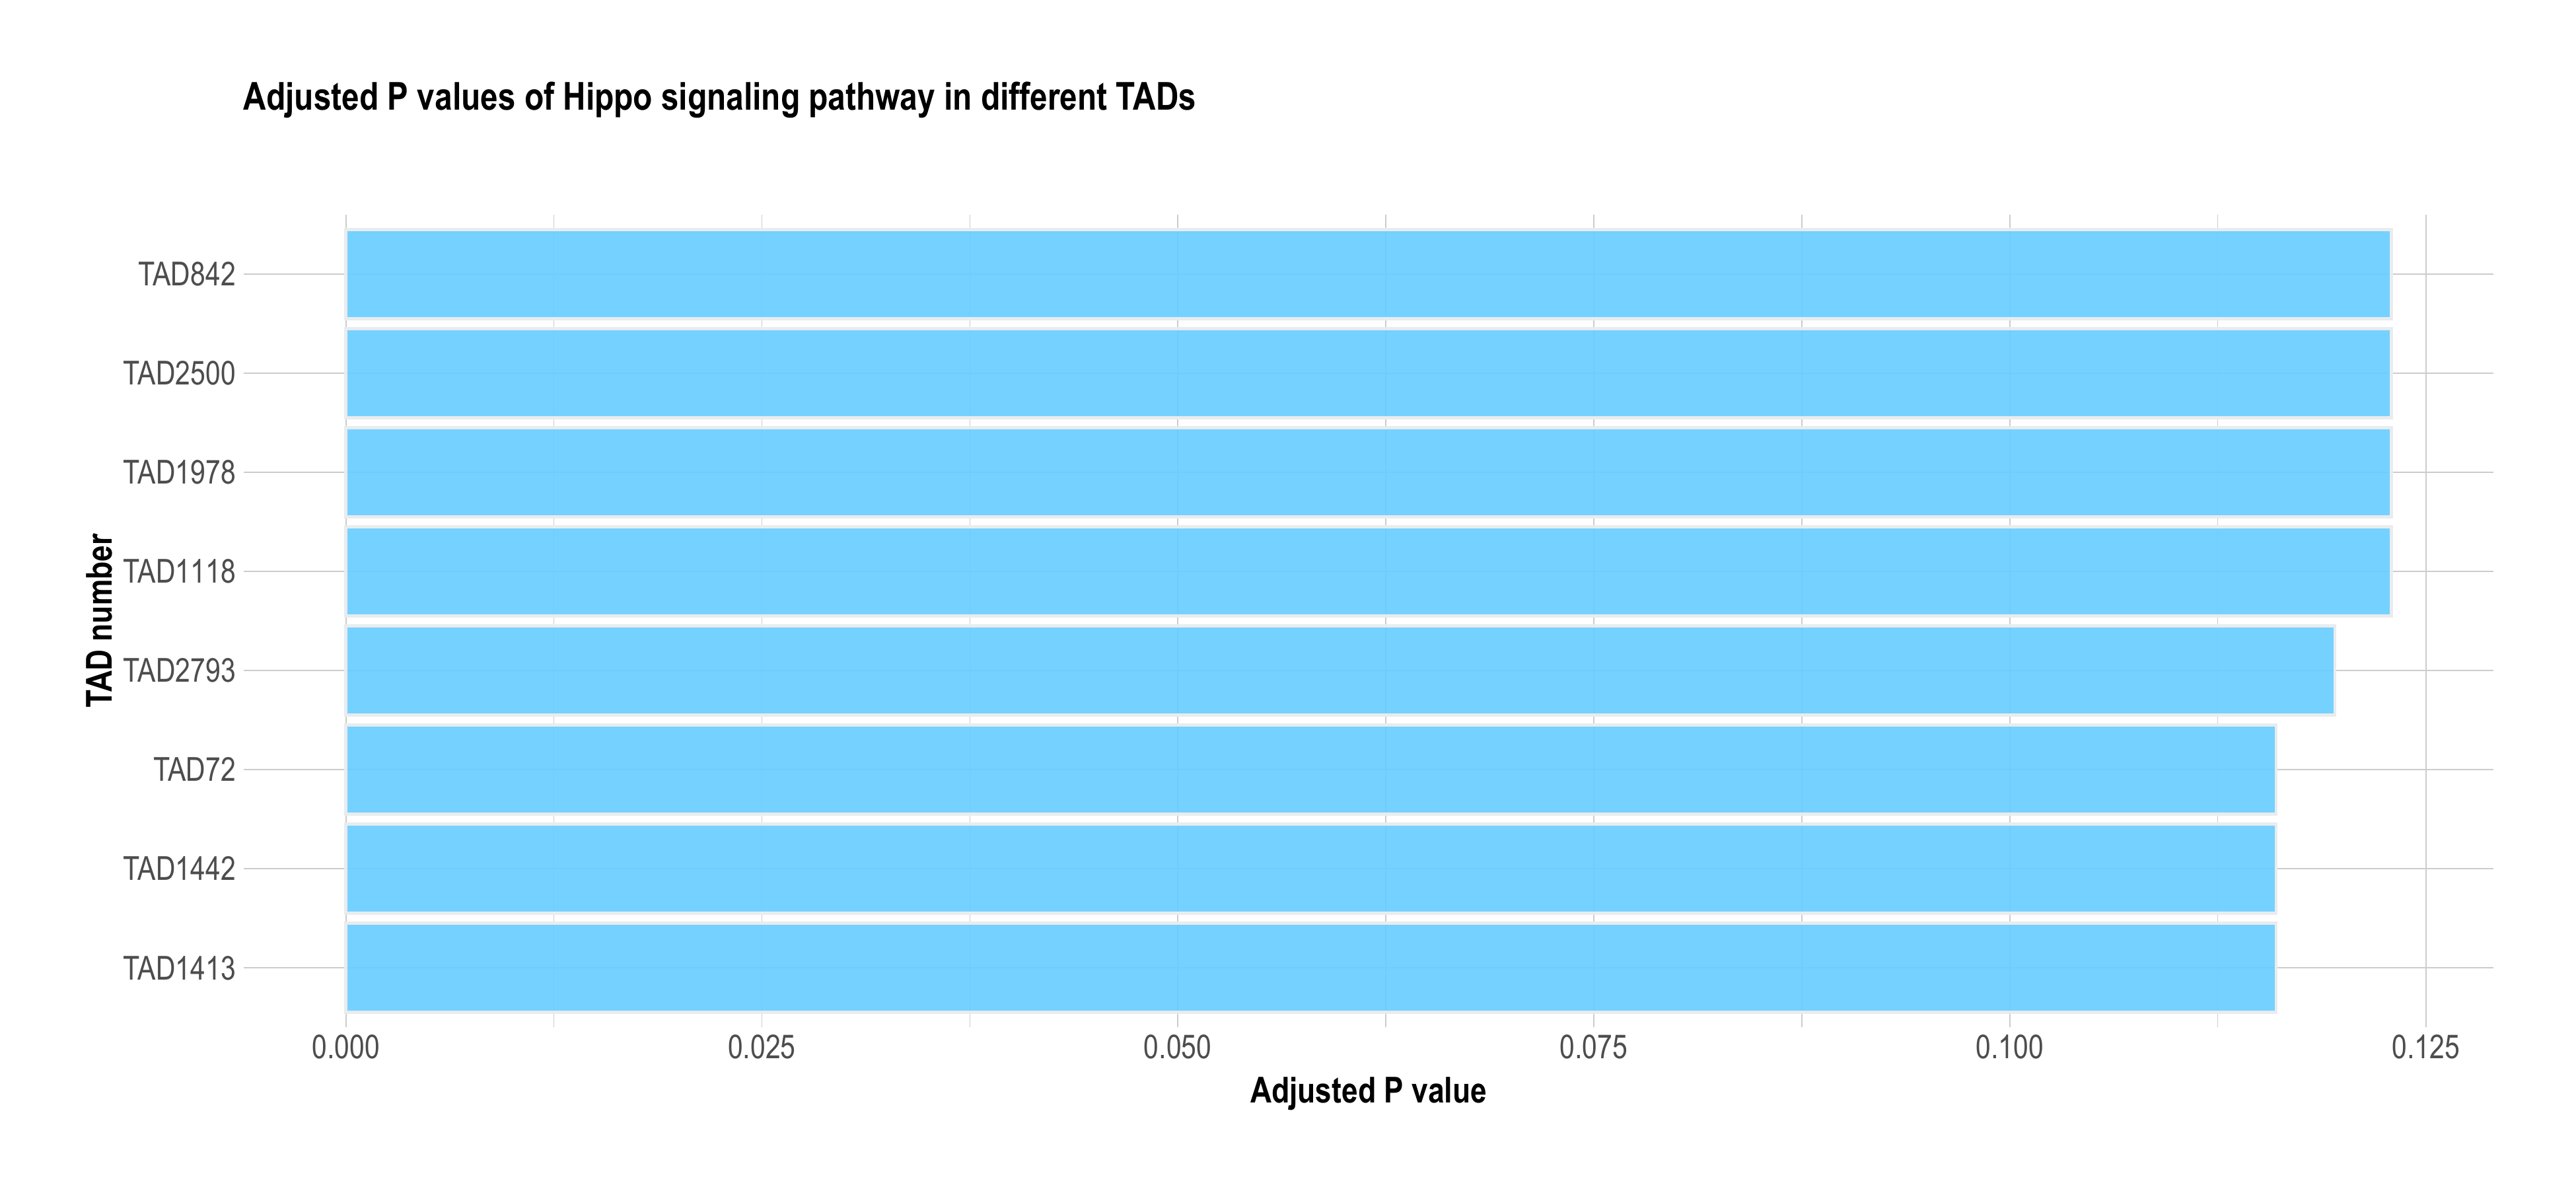 Adjusted P values of Hippo signaling pathway in different TADs
TAD842
TAD2500
TAD1978
TAD1118
TAD2793
TAD72
TAD1442
TAD1413
TAD number
0.000 0.025 0.050 0.075 0.100 0.125
Adjusted P value